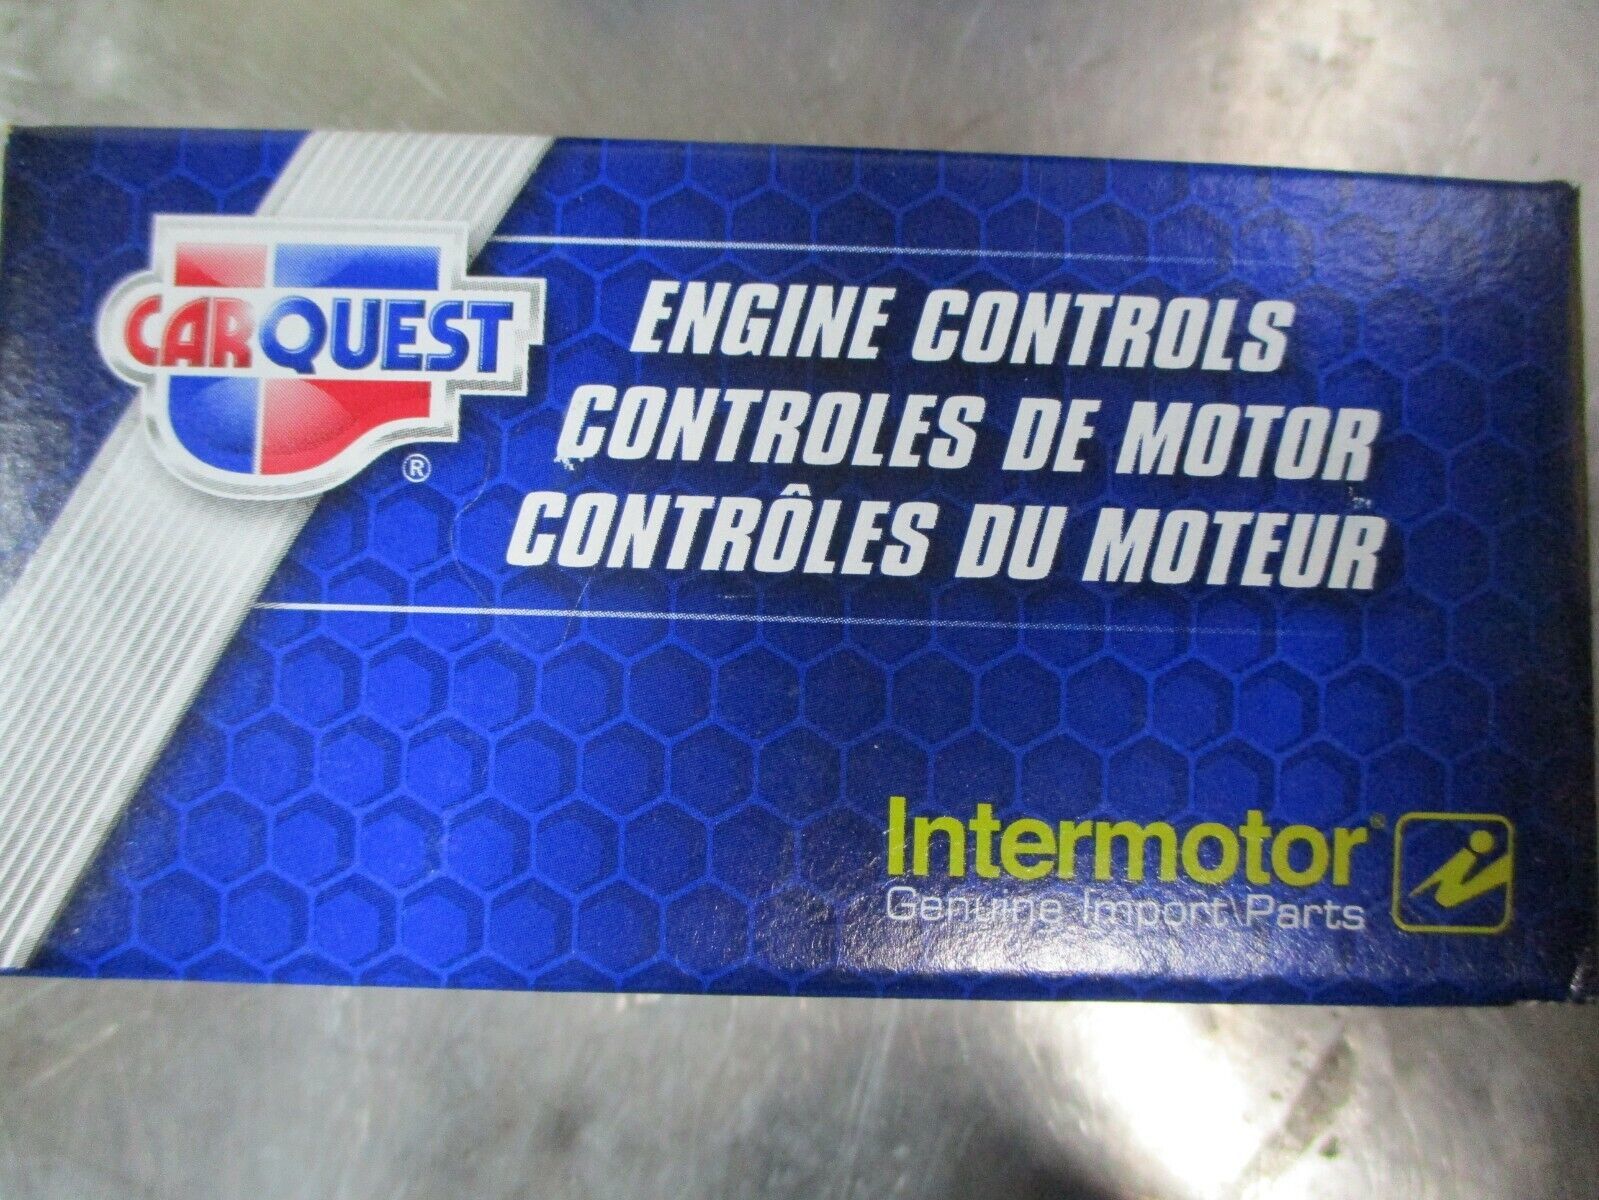 CARQUEST
®
ENGINE CONTROLS
CONTROLES DE MOTOR
CONTRÔLES DU MOTEUR
Intermotor®
Genuine Import Parts